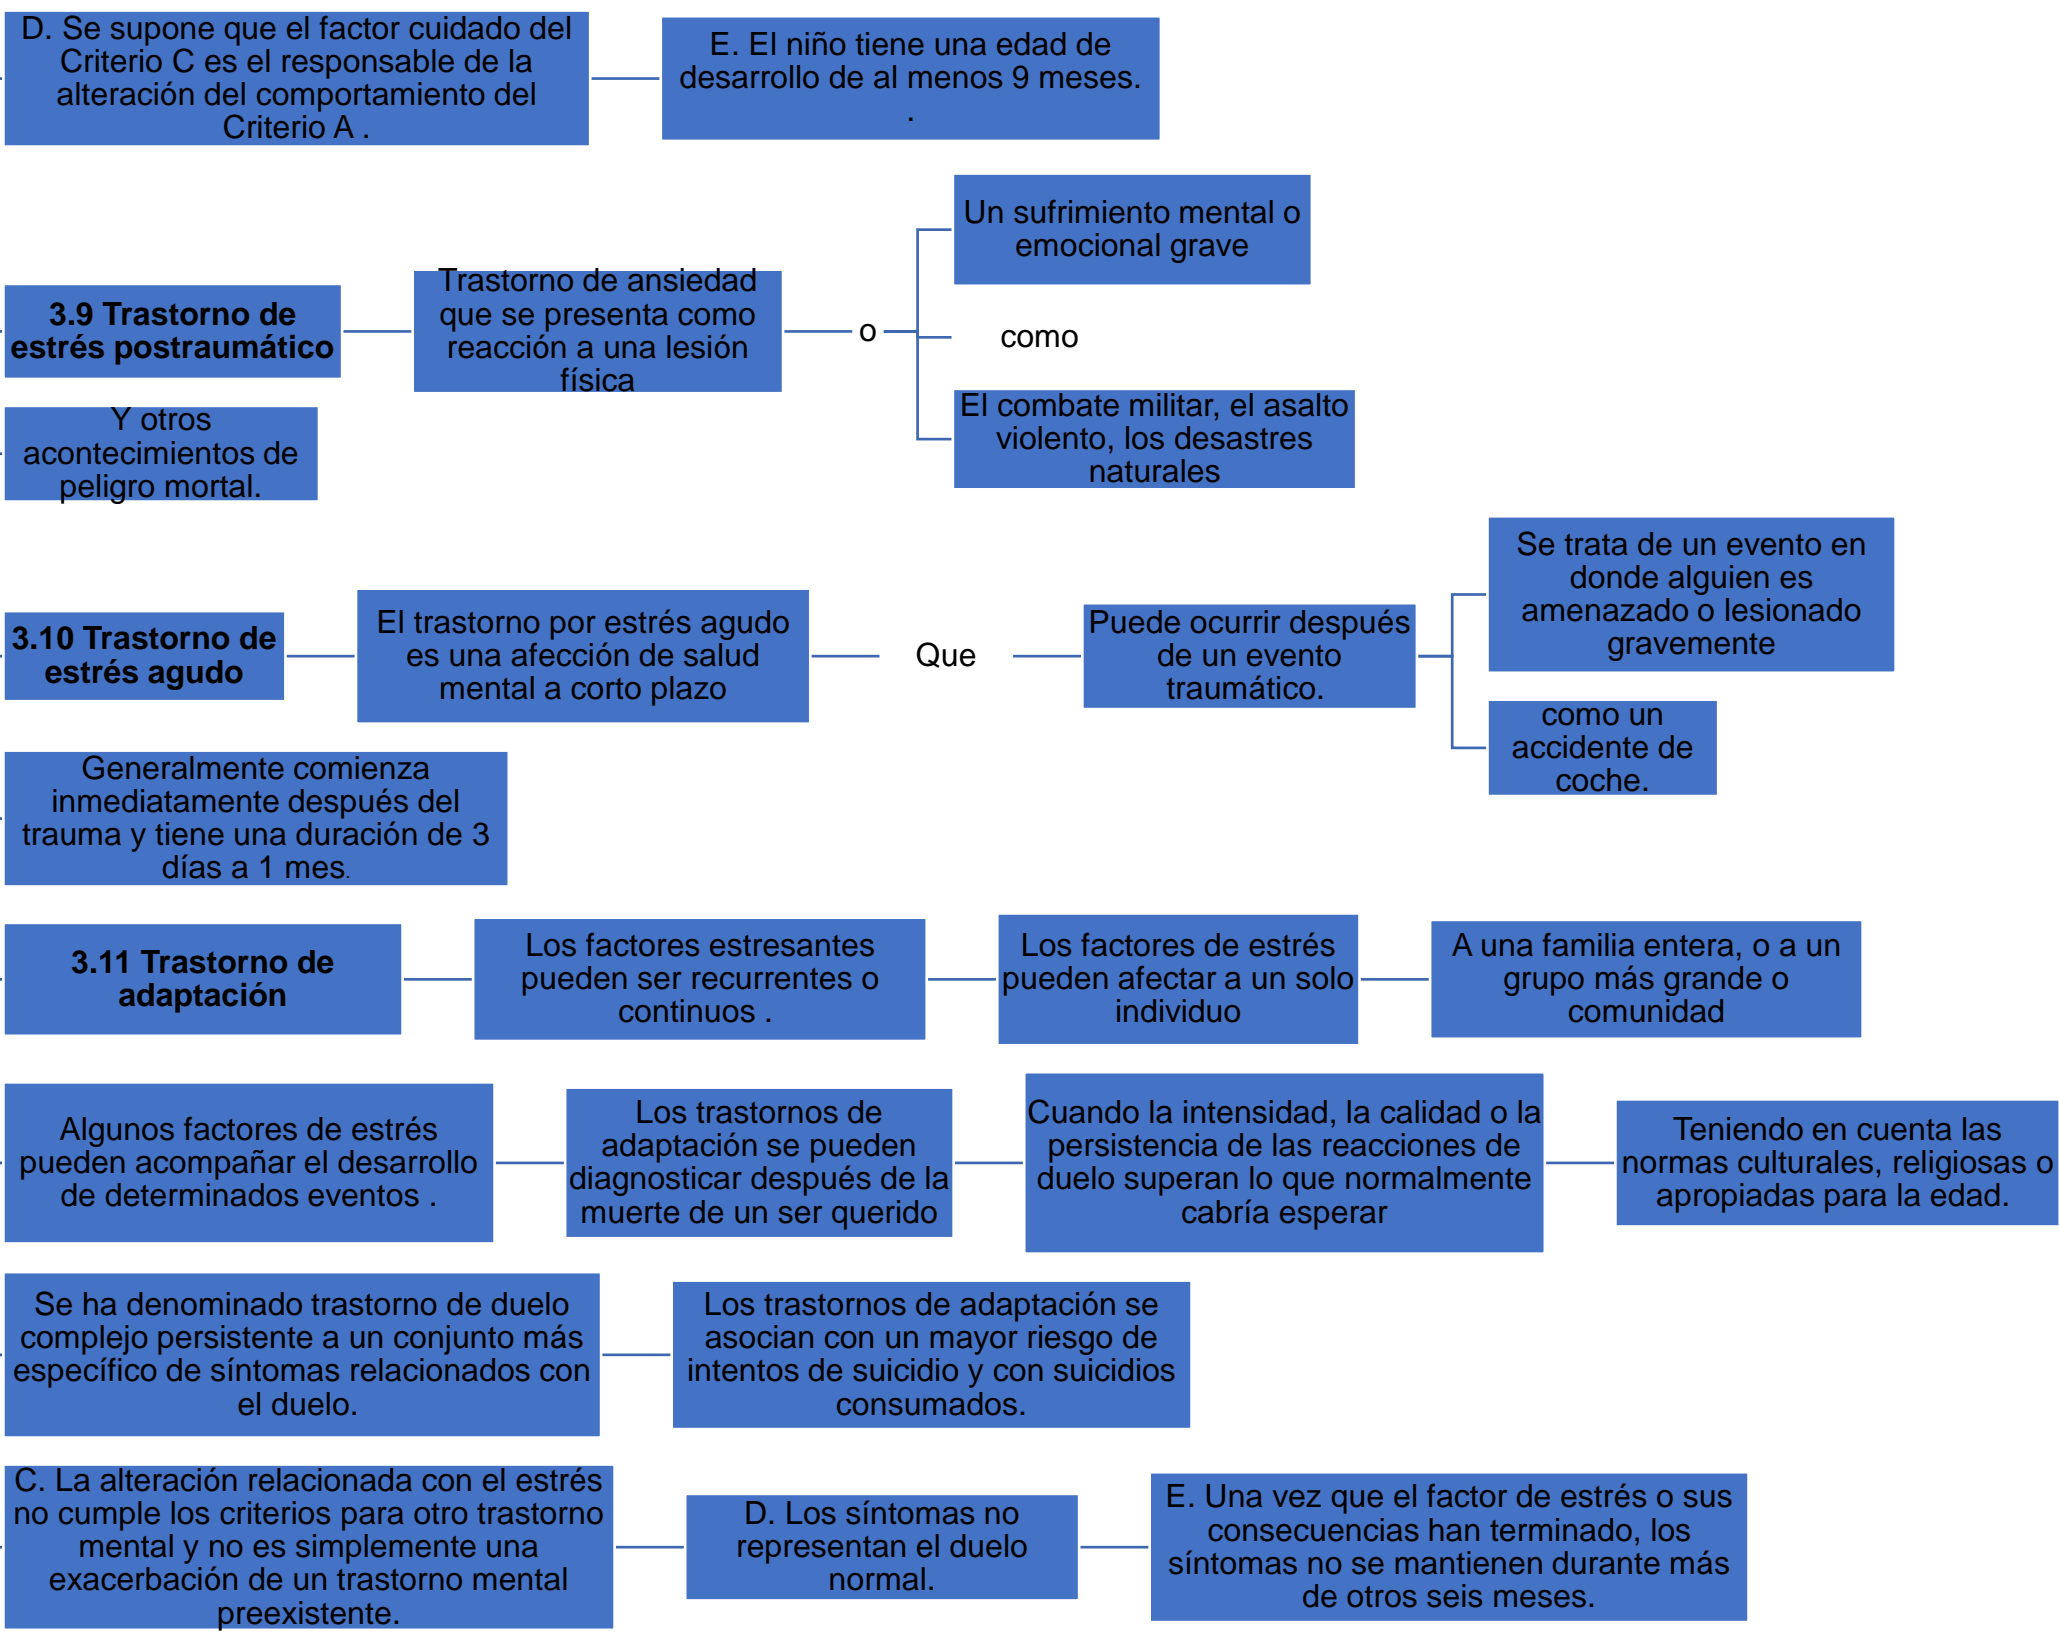 D. Se supone que el factor cuidado del
Criterio C es el responsable de la
alteración del comportamiento del
Criterio A .
E. El niño tiene una edad de
desarrollo de al menos 9 meses.
.
3.9 Trastorno de
estrés postraumático
Trastorno de ansiedad
que se presenta como
reacción a una lesión
física
o
Un sufrimiento mental o
emocional grave
como
El combate militar, el asalto
violento, los desastres
naturales
Y otros
acontecimientos de
peligro mortal.
3.10 Trastorno de
estrés agudo
El trastorno por estrés agudo
es una afección de salud
mental a corto plazo
Que
Puede ocurrir después
de un evento
traumático.
Se trata de un evento en
donde alguien es
amenazado o lesionado
gravemente
como un
accidente de
coche.
Generalmente comienza
inmediatamente después del
trauma y tiene una duración de 3
días a 1 mes.
3.11 Trastorno de
adaptación
Los factores estresantes
pueden ser recurrentes o
continuos .
Los factores de estrés
pueden afectar a un solo
individuo
A una familia entera, o a un
grupo más grande o
comunidad
Algunos factores de estrés
pueden acompañar el desarrollo
de determinados eventos .
Los trastornos de
adaptación se pueden
diagnosticar después de la
muerte de un ser querido
Cuando la intensidad, la calidad o la
persistencia de las reacciones de
duelo superan lo que normalmente
cabría esperar
Teniendo en cuenta las
normas culturales, religiosas o
apropiadas para la edad.
Se ha denominado trastorno de duelo
complejo persistente a un conjunto más
específico de síntomas relacionados con
el duelo.
Los trastornos de adaptación se
asocian con un mayor riesgo de
intentos de suicidio y con suicidios
consumados.
C. La alteración relacionada con el estrés
no cumple los criterios para otro trastorno
mental y no es simplemente una
exacerbación de un trastorno mental
preexistente.
D. Los síntomas no
representan el duelo
normal.
E. Una vez que el factor de estrés o sus
consecuencias han terminado, los
síntomas no se mantienen durante más
de otros seis meses.